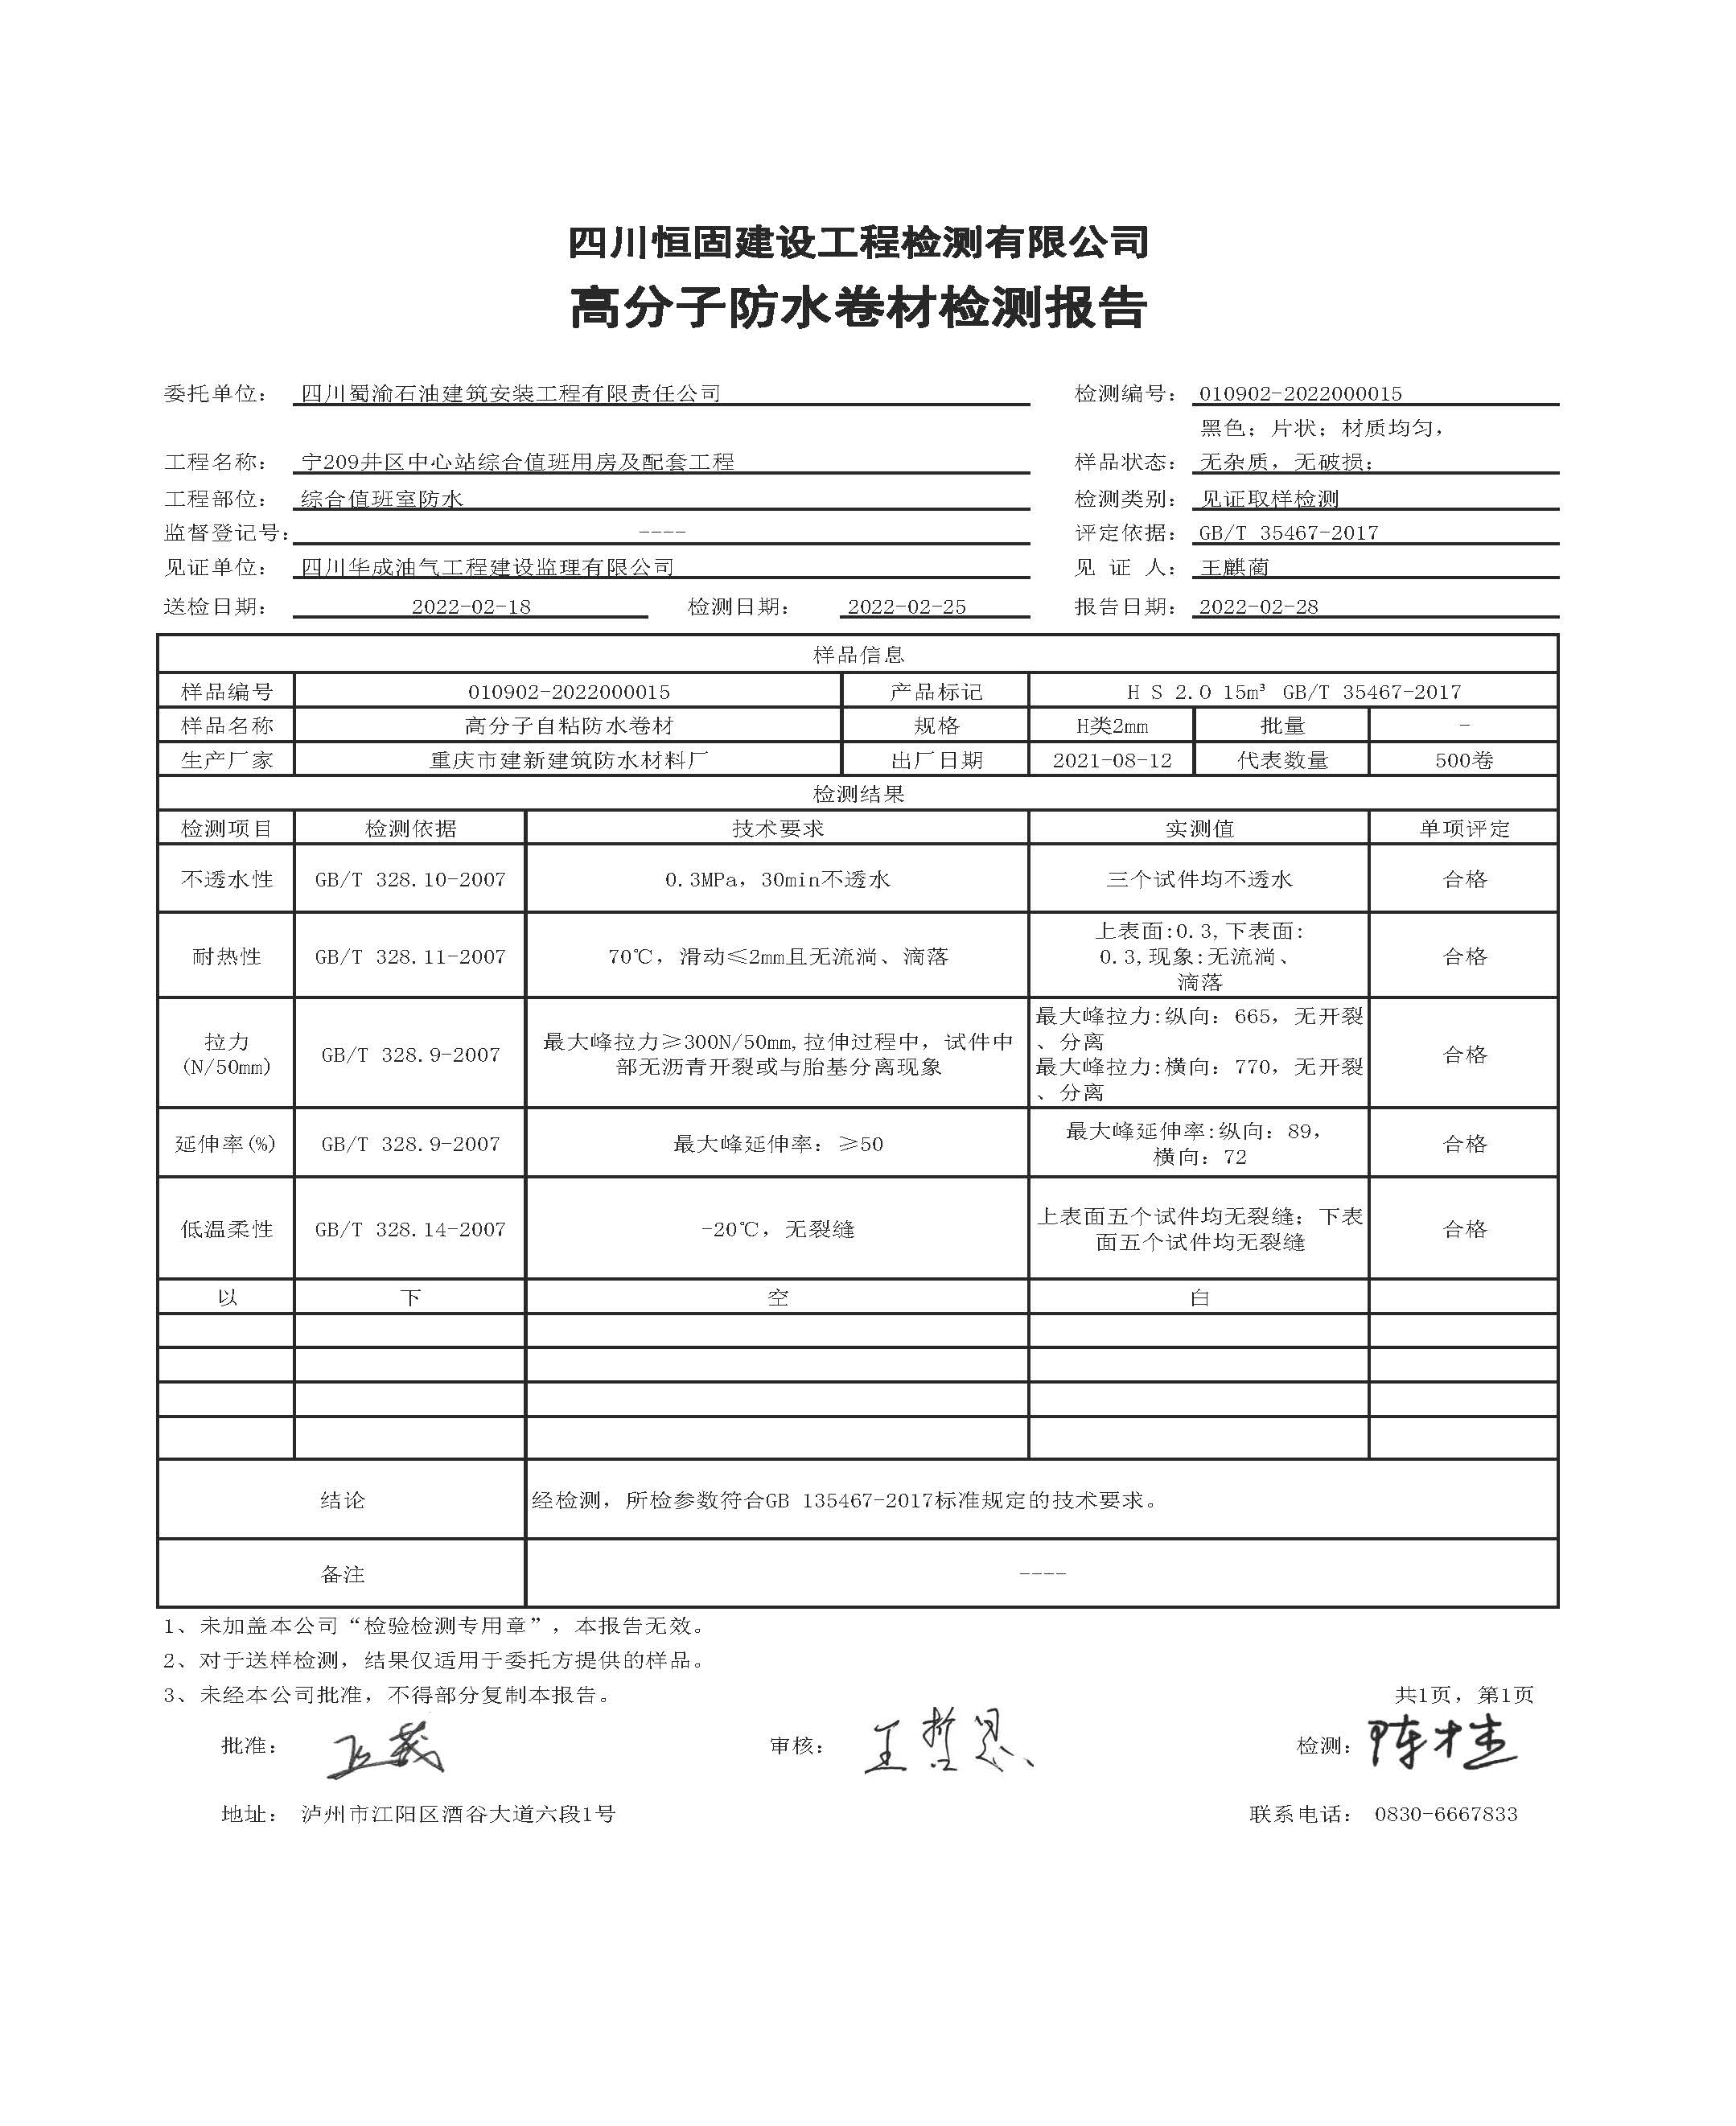 四川恒固建设工程检测有限公司
高分子防水卷材检测报告
委托单位： 四川蜀渝石油建筑安装工程有限责任公司 检测编号： 010902-2022000015
黑色；片状；材质均匀，
工程名称： 宁209井区中心站综合值班用房及配套工程 样品状态： 无杂质，无破损；
工程部位： 综合值班室防水 检测类别： 见证取样检测
监督登记号： ---- 评定依据： GB/T 35467-2017
见证单位： 四川华成油气工程建设监理有限公司 见 证 人： 王麒蔺
送检日期： 2022-02-18 检测日期： 2022-02-25 报告日期： 2022-02-28
样品信息
样品编号 010902-2022000015 产品标记 H S 2.0 15m³ GB/T 35467-2017
样品名称 高分子自粘防水卷材 规格 H类2mm 批量 -
生产厂家 重庆市建新建筑防水材料厂 出厂日期 2021-08-12 代表数量 500卷
检测结果
检测项目 检测依据 技术要求 实测值 单项评定
不透水性 GB/T 328.10-2007 0.3MPa，30min不透水 三个试件均不透水 合格
上表面:0.3,下表面:
耐热性 GB/T 328.11-2007 70℃，滑动≤2mm且无流淌、滴落 0.3,现象:无流淌、 合格
滴落
最大峰拉力:纵向：665，无开裂
拉力 最大峰拉力≥300N/50mm,拉伸过程中，试件中 、分离
GB/T 328.9-2007 合格
(N/50mm) 部无沥青开裂或与胎基分离现象 最大峰拉力:横向：770，无开裂
、分离
最大峰延伸率:纵向：89，
延伸率(%) GB/T 328.9-2007 最大峰延伸率：≥50 合格
横向：72
上表面五个试件均无裂缝；下表
低温柔性 GB/T 328.14-2007 -20℃，无裂缝 合格
面五个试件均无裂缝
以 下 空 白
结论 经检测，所检参数符合GB 135467-2017标准规定的技术要求。
备注 ----
1、未加盖本公司“检验检测专用章”，本报告无效。
2、对于送样检测，结果仅适用于委托方提供的样品。
3、未经本公司批准，不得部分复制本报告。 共1页，第1页
批准： 审核： 王哲恩 检测： 陈才杰
地址： 泸州市江阳区酒谷大道六段1号 联系电话： 0830-6667833